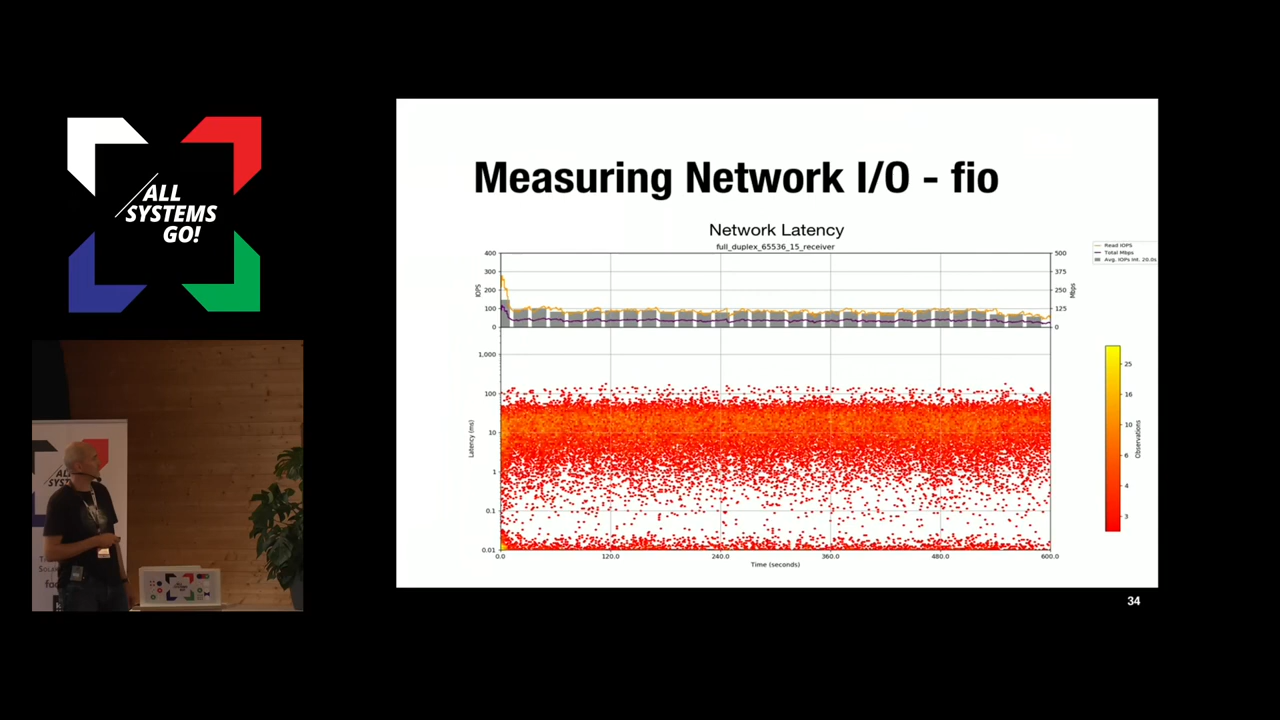 ALL
SYSTEMS
GO!
Measuring Network I/O - fio
Network Latency
full_duplex_65536_15_receiver
Read IOPS
Total Mbps
Avg. IOPs int. 20.0s
IOPS
400
300
200
100
0
500
375
250
125
0
Mbps
Latency (ms)
1,000
100
10
1
0.1
0.01
0.0
120.0
240.0
360.0
480.0
600.0
Time (seconds)
25
16
10
6
4
3
Observations
34